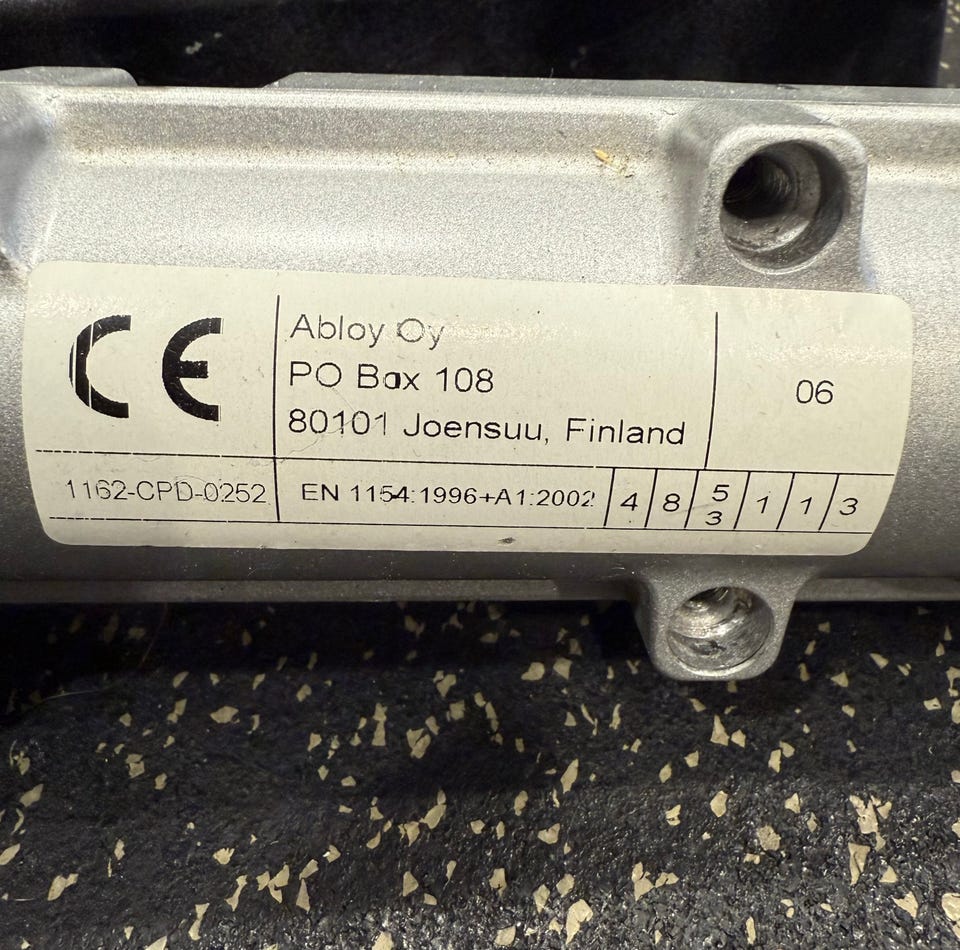 CE
Abloy Oy
PO Box 108
80101 Joensuu, Finland
06
1162-CPD-0252
EN 1154:1996+A1:2002
4 8 5 1 1 3
3